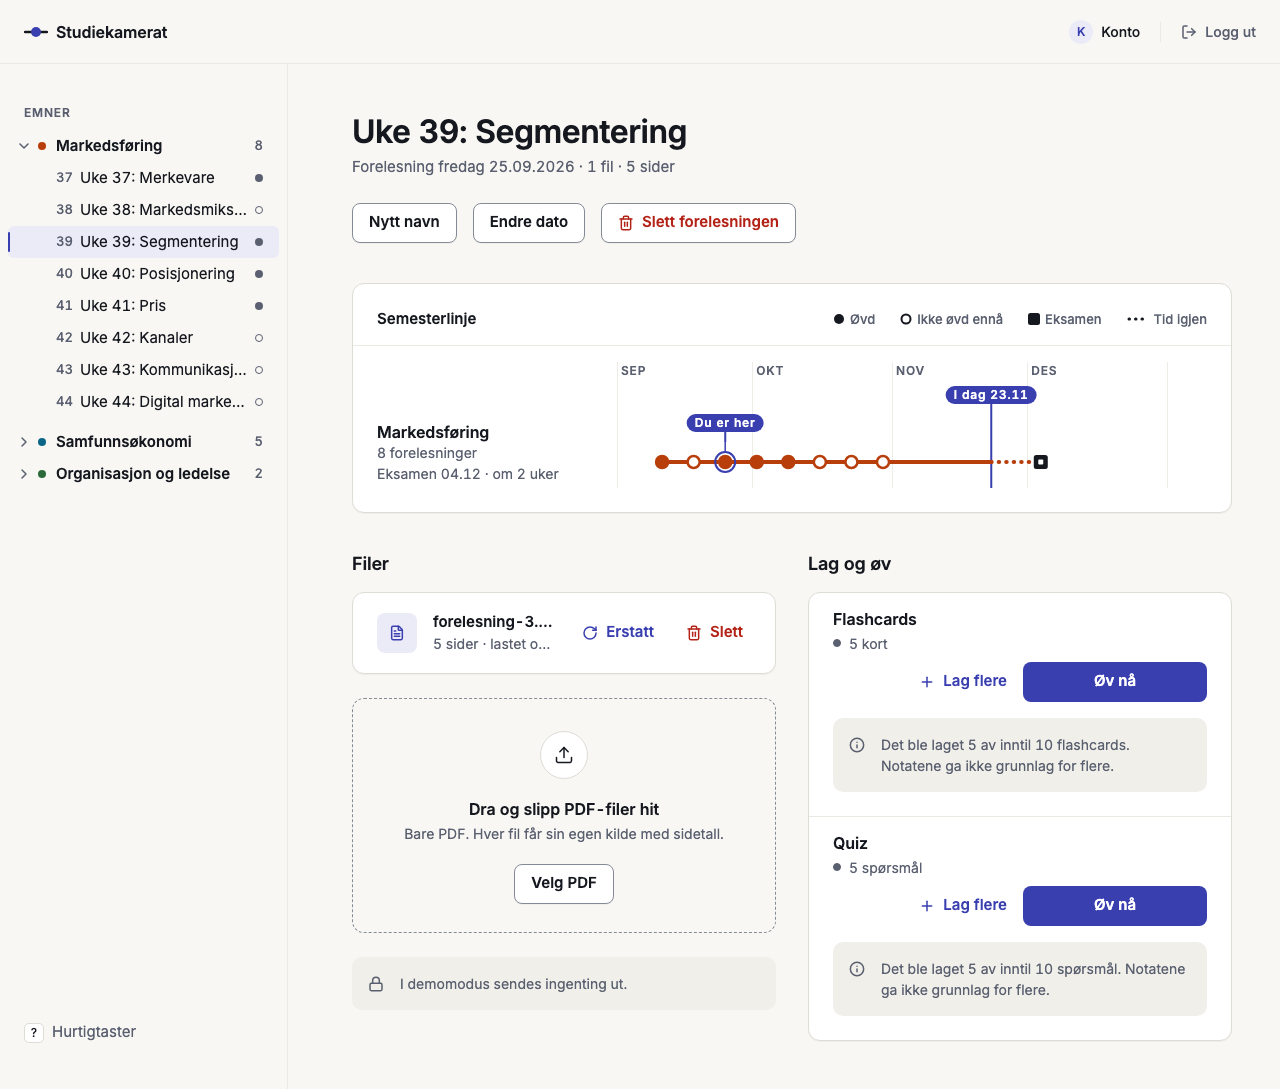 Studiekamerat
K Konto
Logg ut
EMNER
Markedsføring 8
37 Uke 37: Merkevare
38 Uke 38: Markedsmiks...
39 Uke 39: Segmentering
40 Uke 40: Posisjonering
41 Uke 41: Pris
42 Uke 42: Kanaler
43 Uke 43: Kommunikasj...
44 Uke 44: Digital marke...
Samfunnsøkonomi 5
Organisasjon og ledelse 2
? Hurtigtaster
Uke 39: Segmentering
Forelesning fredag 25.09.2026 · 1 fil · 5 sider
Nytt navn
Endre dato
Slett forelesningen
Semesterlinje
Øvd
Ikke øvd ennå
Eksamen
Tid igjen
SEP
OKT
NOV
DES
I dag 23.11
Du er her
Markedsføring
8 forelesninger
Eksamen 04.12 · om 2 uker
Filer
forelesning-3....
5 sider · lastet o...
Erstatt
Slett
Dra og slipp PDF-filer hit
Bare PDF. Hver fil får sin egen kilde med sidetall.
Velg PDF
I demomodus sendes ingenting ut.
Lag og øv
Flashcards
5 kort
Lag flere
Øv nå
Det ble laget 5 av inntil 10 flashcards.
Notatene ga ikke grunnlag for flere.
Quiz
5 spørsmål
Lag flere
Øv nå
Det ble laget 5 av inntil 10 spørsmål. Notatene
ga ikke grunnlag for flere.